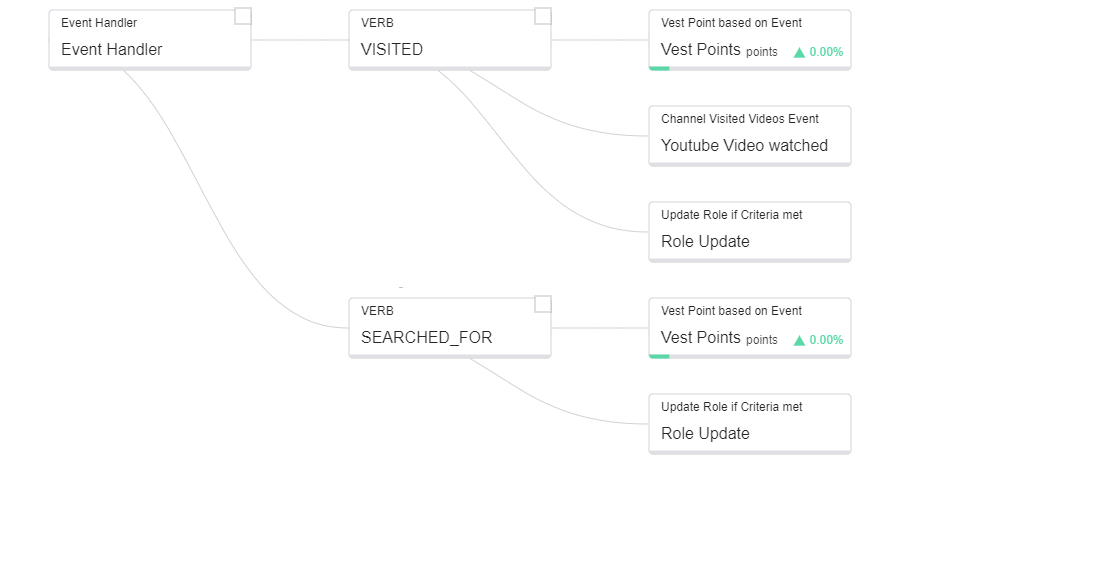 Event Handler
Event Handler
VERB
VISITED
Vest Point based on Event
Vest Points points ▲ 0.00%
Channel Visited Videos Event
Youtube Video watched
Update Role if Criteria met
Role Update
VERB
SEARCHED_FOR
Vest Point based on Event
Vest Points points ▲ 0.00%
Update Role if Criteria met
Role Update